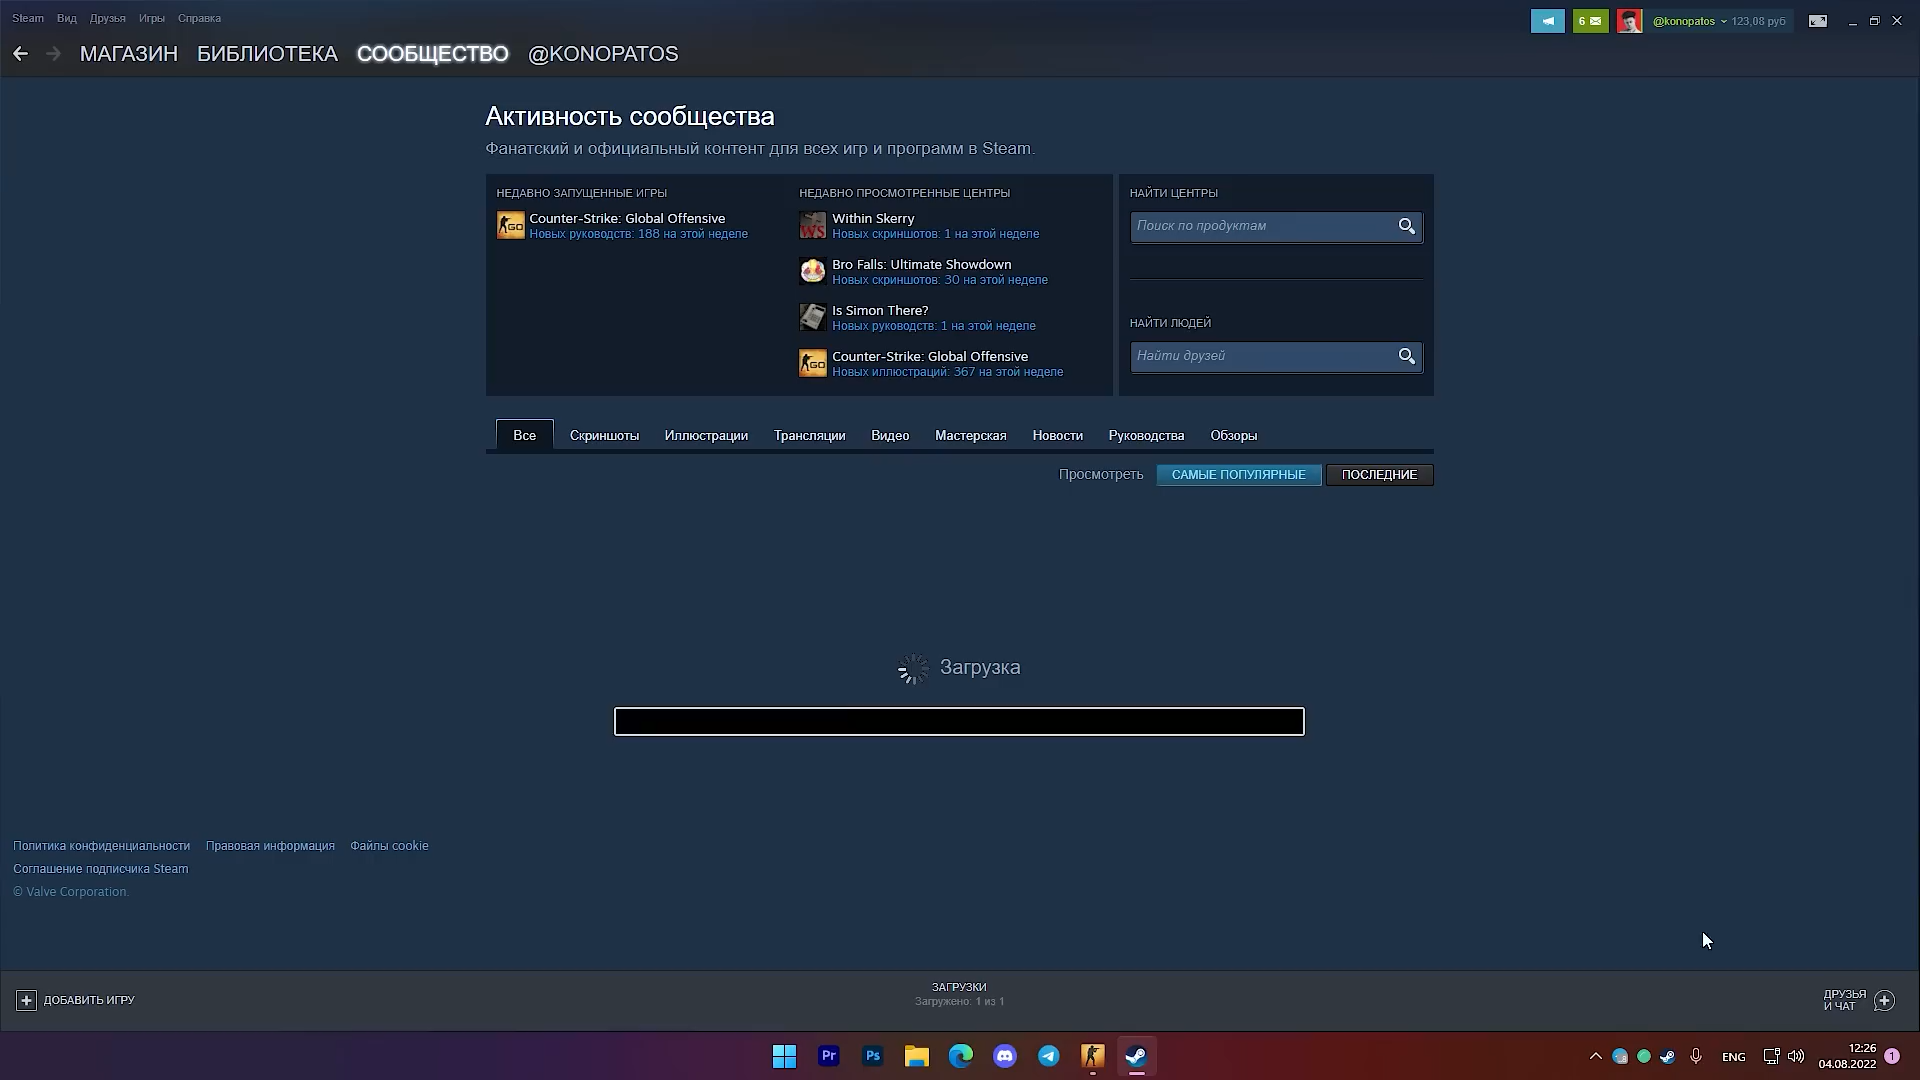 Steam Вид Друзья Игры Справка
6 @konopatos 123,08 руб
МАГАЗИН БИБЛИОТЕКА СООБЩЕСТВО @KONOPATOS
Активность сообщества
Фанатский и официальный контент для всех игр и программ в Steam.
НЕДАВНО ЗАПУЩЕННЫЕ ИГРЫ
Counter-Strike: Global Offensive
Новых руководств: 188 на этой неделе
НЕДАВНО ПРОСМОТРЕННЫЕ ЦЕНТРЫ
Within Skerry
Новых скриншотов: 1 на этой неделе
Bro Falls: Ultimate Showdown
Новых скриншотов: 30 на этой неделе
Is Simon There?
Новых руководств: 1 на этой неделе
Counter-Strike: Global Offensive
Новых иллюстраций: 367 на этой неделе
НАЙТИ ЦЕНТРЫ
Поиск по продуктам
НАЙТИ ЛЮДЕЙ
Найти друзей
Все Скриншоты Иллюстрации Трансляции Видео Мастерская Новости Руководства Обзоры
Просмотреть САМЫЕ ПОПУЛЯРНЫЕ ПОСЛЕДНИЕ
Загрузка
Политика конфиденциальности Правовая информация Файлы cookie
Соглашение подписчика Steam
© Valve Corporation.
ДОБАВИТЬ ИГРУ
ЗАГРУЗКИ
Загружено: 1 из 1
ДРУЗЬЯ
И ЧАТ
Pr Ps
ENG
12:26
04.08.2022
1